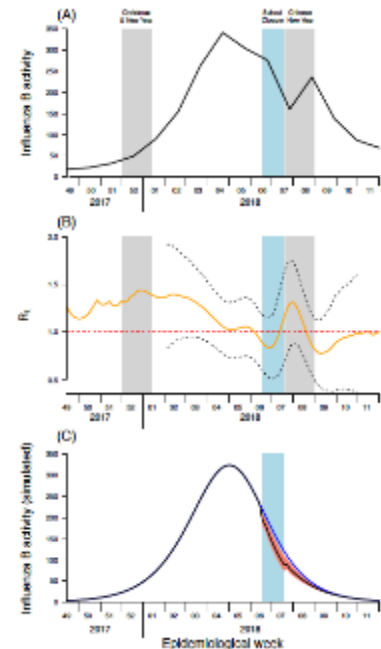 (A)
Christmas
& New Year
School
Closure
Chinese
New Year
Influenza B activity
350
300
250
200
150
100
50
0
49 50 51 52 01 02 03 04 05 06 07 08 09 10 11
2017 2018
(B)
Rt
2.0
1.5
1.0
0.5
49 50 51 52 01 02 03 04 05 06 07 08 09 10 11
2017 2018
(C)
Influenza B activity (simulated)
350
300
250
200
150
100
50
0
49 50 51 52 01 02 03 04 05 06 07 08 09 10 11
2017 2018
Epidemiological week